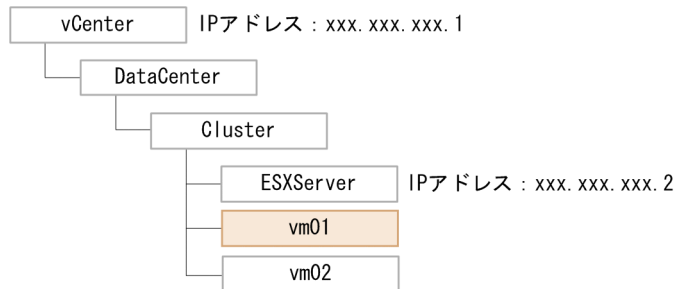 vCenter IPアドレス：xxx.xxx.xxx.1
DataCenter
Cluster
ESXServer IPアドレス：xxx.xxx.xxx.2
vm01
vm02